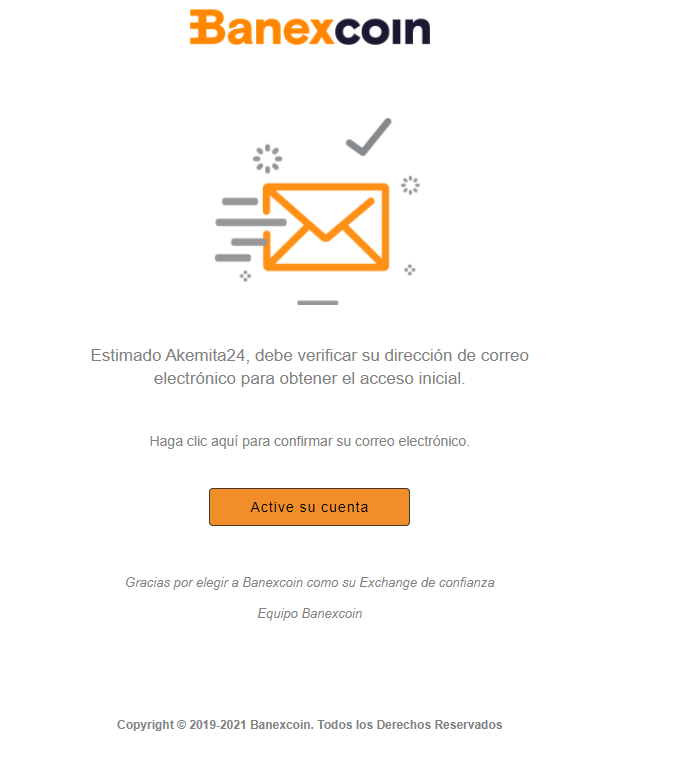 Banexcoin
Estimado Akemita24, debe verificar su dirección de correo
electrónico para obtener el acceso inicial.
Haga clic aquí para confirmar su correo electrónico.
Active su cuenta
Gracias por elegir a Banexcoin como su Exchange de confianza
Equipo Banexcoin
Copyright © 2019-2021 Banexcoin. Todos los Derechos Reservados